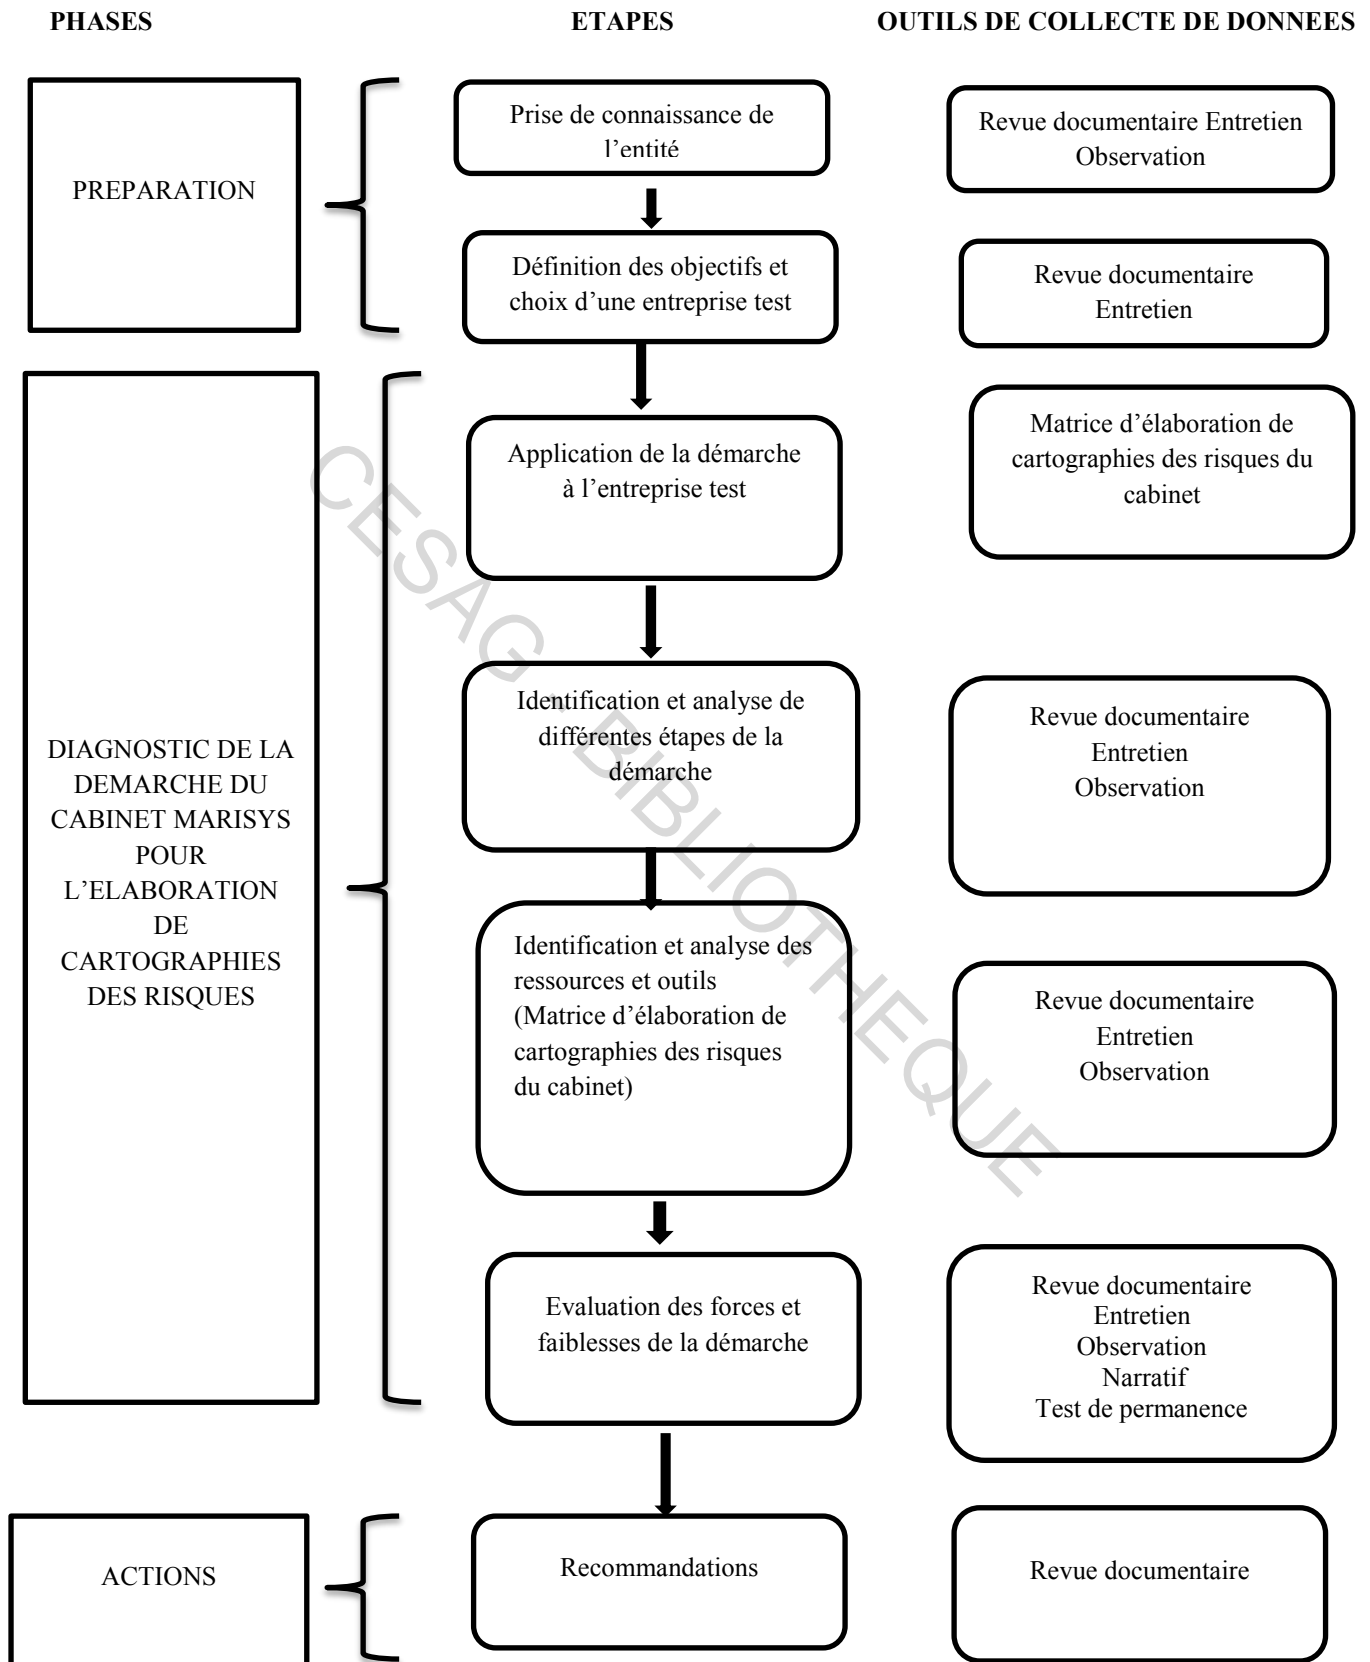 PHASES
ETAPES
OUTILS DE COLLECTE DE DONNEES
PREPARATION
Prise de connaissance de
l’entité
Revue documentaire Entretien
Observation
Définition des objectifs et
choix d’une entreprise test
Revue documentaire
Entretien
DIAGNOSTIC DE LA
DEMARCHE DU
CABINET MARISYS
POUR
L’ELABORATION
DE
CARTOGRAPHIES
DES RISQUES
Application de la démarche
à l’entreprise test
Matrice d’élaboration de
cartographies des risques du
cabinet
Identification et analyse de
différentes étapes de la
démarche
Revue documentaire
Entretien
Observation
Identification et analyse des
ressources et outils
(Matrice d’élaboration de
cartographies des risques
du cabinet)
Revue documentaire
Entretien
Observation
Evaluation des forces et
faiblesses de la démarche
Revue documentaire
Entretien
Observation
Narratif
Test de permanence
ACTIONS
Recommandations
Revue documentaire
CESAG - BIBLIOTHEQUE